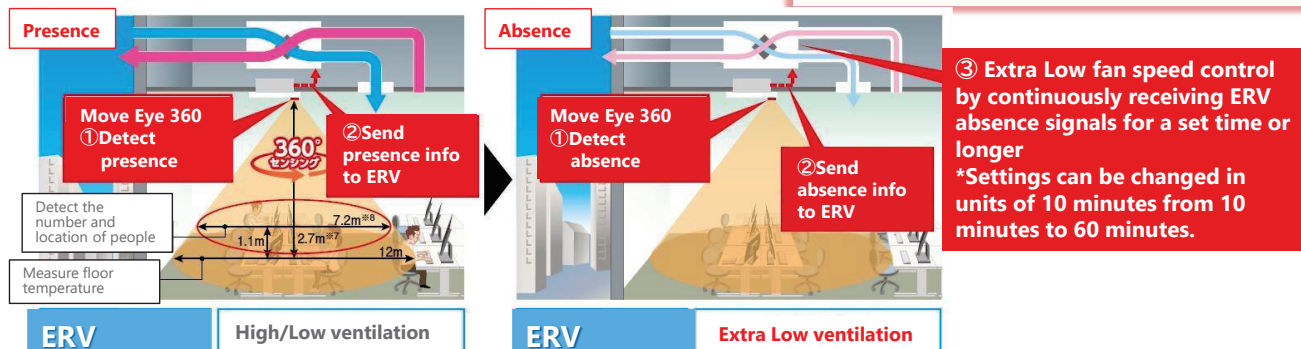 Presence
Move Eye 360
①Detect
presence
②Send
presence info
to ERV
360°
センシング
Detect the
number and
location of people
7.2m※8
1.1m
2.7m※7
12m
Measure floor
temperature
ERV
High/Low ventilation
Absence
Move Eye 360
①Detect
absence
②Send
absence info
to ERV
③ Extra Low fan speed control
by continuously receiving ERV
absence signals for a set time or
longer
*Settings can be changed in
units of 10 minutes from 10
minutes to 60 minutes.
ERV
Extra Low ventilation